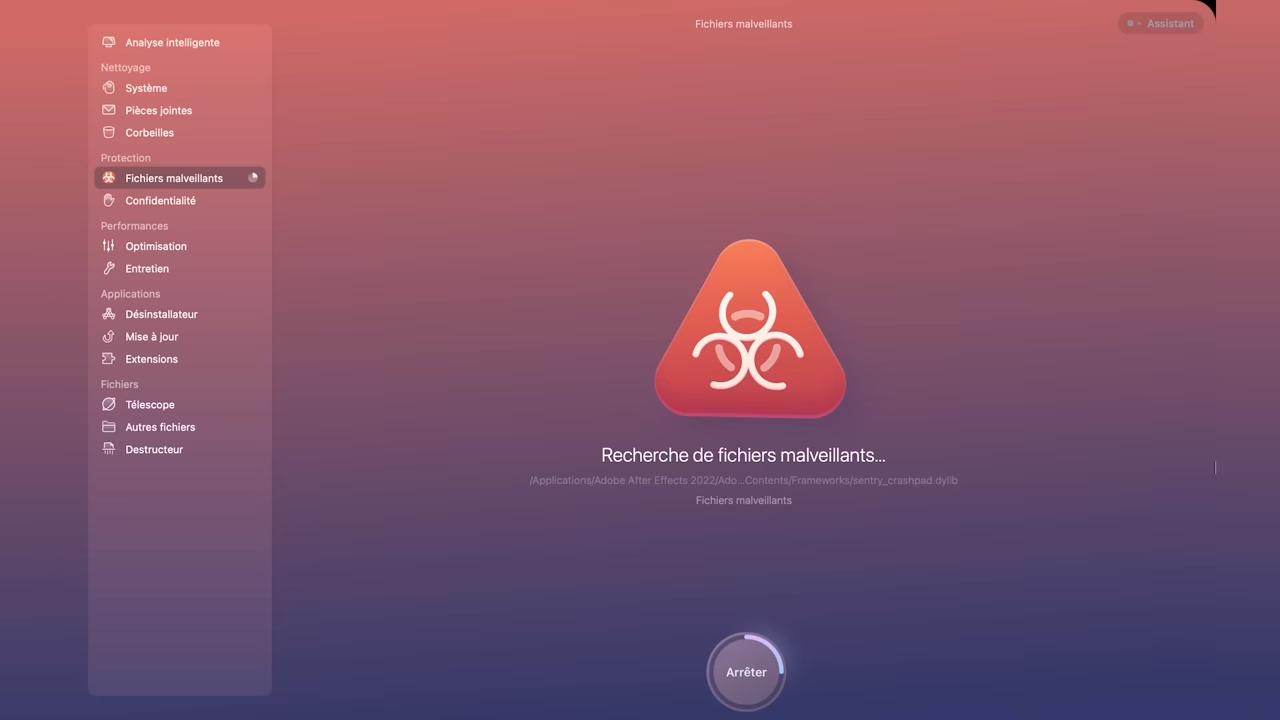 Fichiers malveillants
Assistant
Analyse intelligente
Nettoyage
Système
Pièces jointes
Corbeilles
Protection
Fichiers malveillants
Confidentialité
Performances
Optimisation
Entretien
Applications
Désinstallateur
Mise à jour
Extensions
Fichiers
Télescope
Autres fichiers
Destructeur
Recherche de fichiers malveillants...
/Applications/Adobe After Effects 2022/Ado...Contents/Frameworks/sentry_crashpad.dylib
Fichiers malveillants
Arrêter